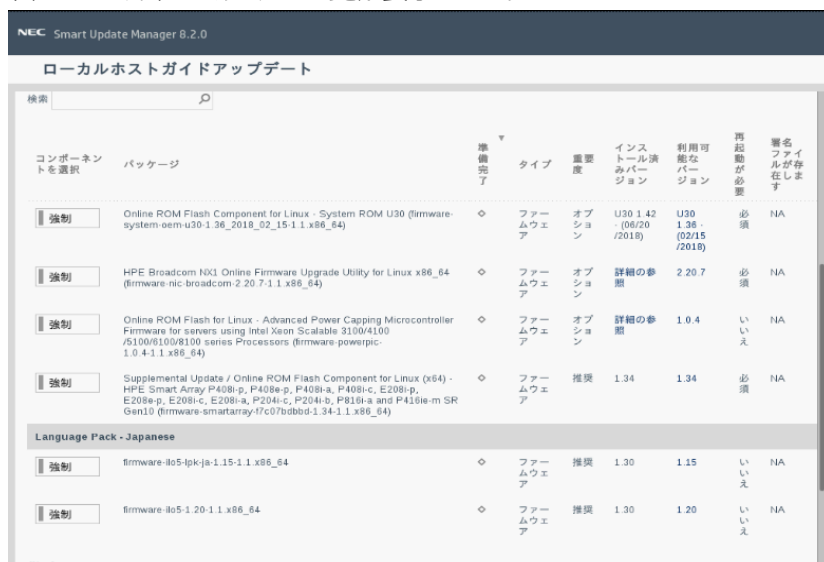 NEC Smart Update Manager 8.2.0
ローカルホストガイドアップデート
検索
コンポーネン
トを選択
パッケージ
準
備
完
了
タイプ
重要
度
インス
トール済
みバー
ジョン
利用可
能な
バー
ジョン
再
起
動
が
必
要
署名
ファイ
ルが存
在しま
す
強制
Online ROM Flash Component for Linux - System ROM U30 (firmware-
system-oem-u30-1.36_2018_02_15-1.1.x86_64)
ファー
ムウェ
ア
オプ
ショ
ン
U30 1.42
- (06/20
/2018)
U30
1.36 -
(02/15
/2018)
必
須
NA
強制
HPE Broadcom NX1 Online Firmware Upgrade Utility for Linux x86_64
(firmware-nic-broadcom-2.20.7-1.1.x86_64)
ファー
ムウェ
ア
オプ
ショ
ン
詳細の参
照
2.20.7
必
須
NA
強制
Online ROM Flash for Linux - Advanced Power Capping Microcontroller
Firmware for servers using Intel Xeon Scalable 3100/4100
/5100/6100/8100 series Processors (firmware-powerpic-
1.0.4-1.1.x86_64)
ファー
ムウェ
ア
オプ
ショ
ン
詳細の参
照
1.0.4
い
い
え
NA
強制
Supplemental Update / Online ROM Flash Component for Linux (x64) -
HPE Smart Array P408i-p, P408e-p, P408i-a, P408i-c, E208i-p,
E208e-p, E208i-c, E208i-a, P204i-c, P204i-b, P816i-a and P416ie-m SR
Gen10 (firmware-smartarray-f7c07bdbbd-1.34-1.1.x86_64)
ファー
ムウェ
ア
推奨
1.34
1.34
必
須
NA
Language Pack - Japanese
強制
firmware-ilo5-lpk-ja-1.15-1.1.x86_64
ファー
ムウェ
ア
推奨
1.30
1.15
い
い
え
NA
強制
firmware-ilo5-1.20-1.1.x86_64
ファー
ムウェ
ア
推奨
1.30
1.20
い
い
え
NA